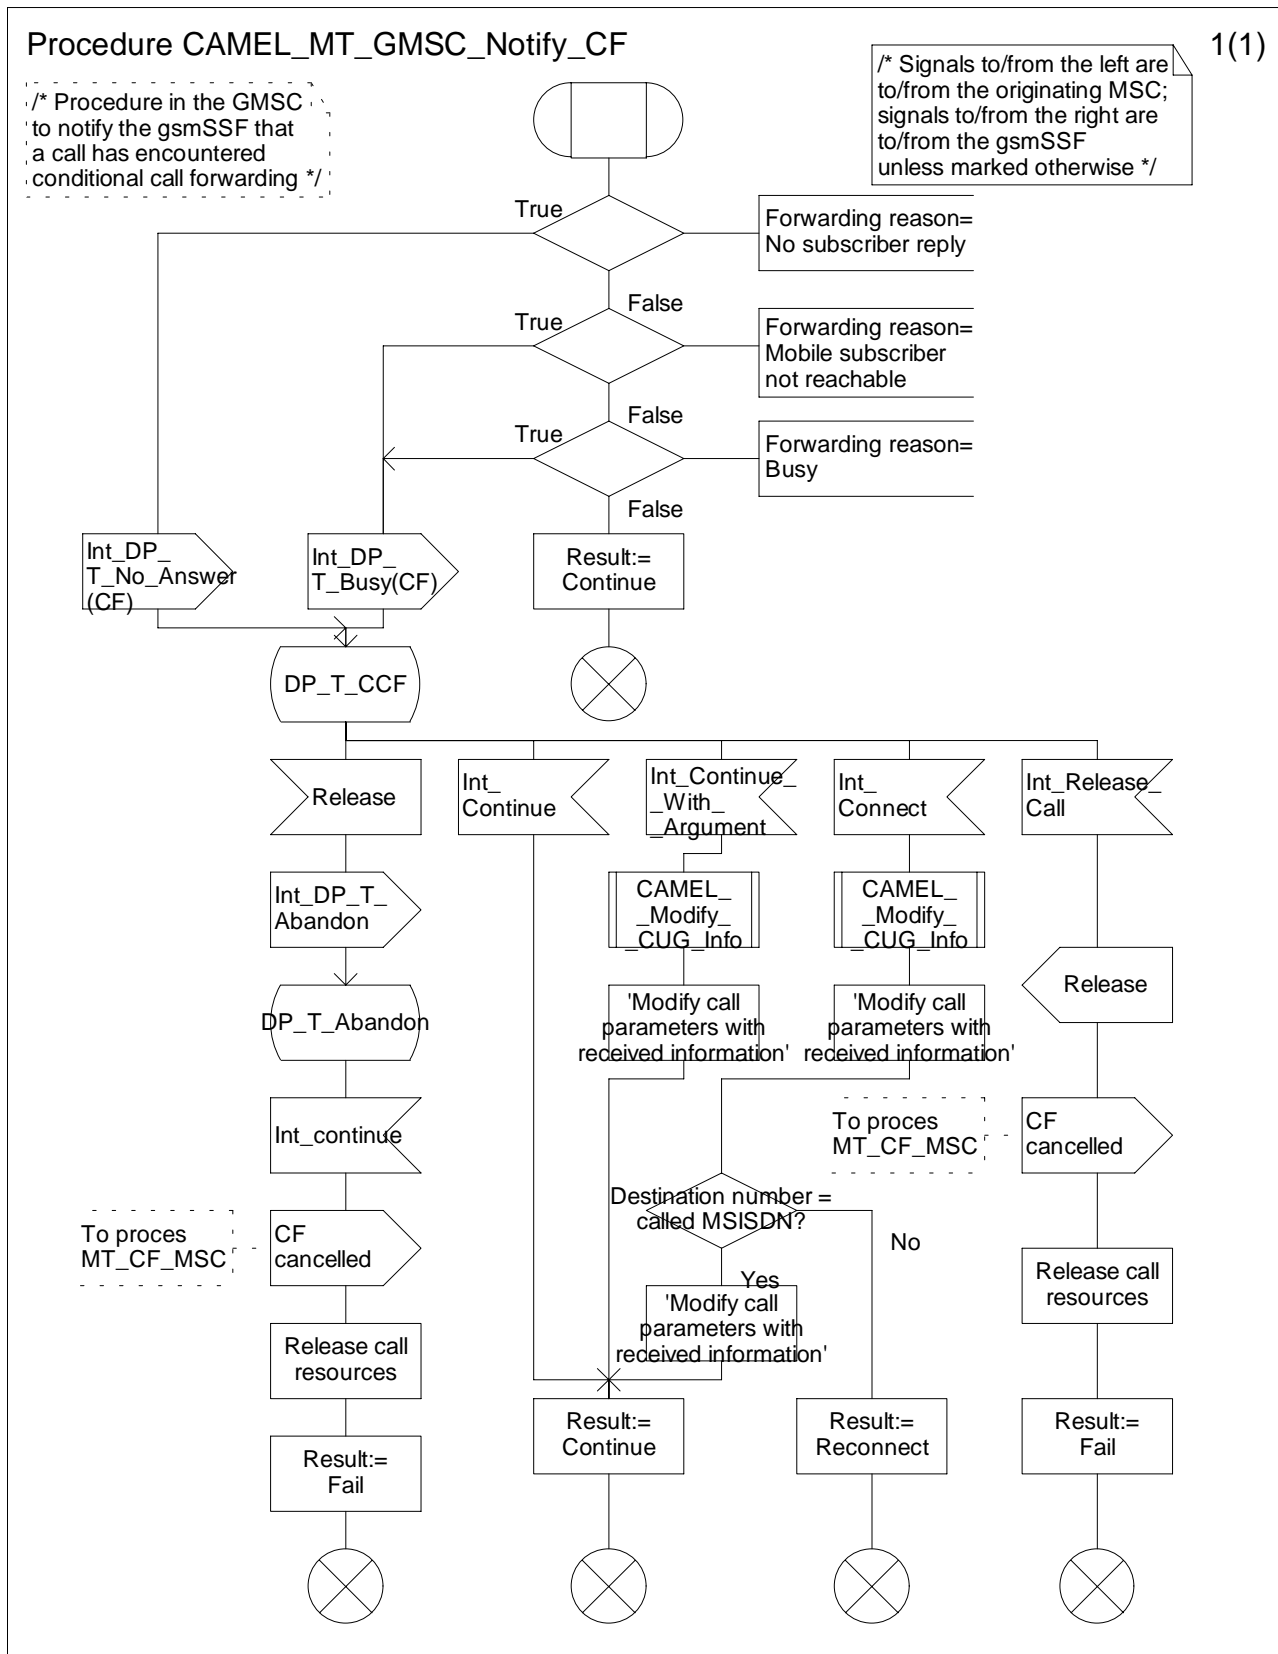 Procedure CAMEL_MT_GMSC_Notify_CF
1(1)
/* Procedure in the GMSC
to notify the gsmSSF that
a call has encountered
conditional call forwarding */
/* Signals to/from the left are
to/from the originating MSC;
signals to/from the right are
to/from the gsmSSF
unless marked otherwise */
True
Forwarding reason=
No subscriber reply
False
True
Forwarding reason=
Mobile subscriber
not reachable
False
True
Forwarding reason=
Busy
False
Int_DP_
T_No_Answer
(CF)
Int_DP_
T_Busy(CF)
Result:=
Continue
DP_T_CCF
Release
Int_
Continue
Int_Continue_
_With_
_Argument
Int_
Connect
Int_Release_
Call
Int_DP_T_
Abandon
CAMEL_
_Modify_
_CUG_Info
CAMEL_
_Modify_
_CUG_Info
Release
DP_T_Abandon
'Modify call
parameters with
received information'
'Modify call
parameters with
received information'
Int_continue
To proces
MT_CF_MSC
CF
cancelled
Destination number =
called MSISDN?
No
Yes
To proces
MT_CF_MSC
CF
cancelled
Release call
resources
'Modify call
parameters with
received information'
Release call
resources
Result:=
Continue
Result:=
Reconnect
Result:=
Fail
Result:=
Fail